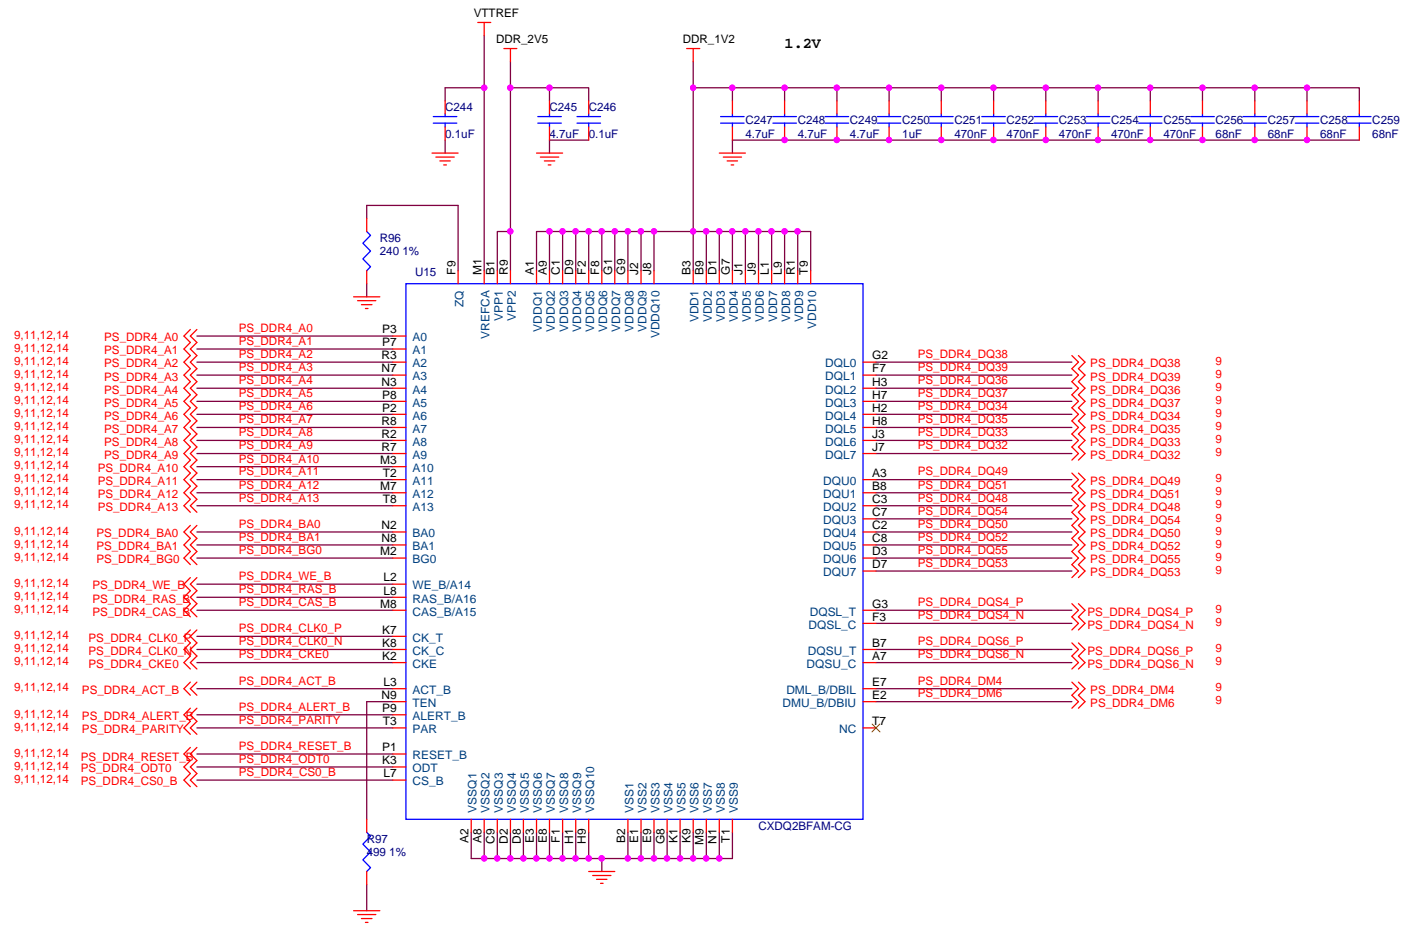 VTTREF
DDR_2V5
DDR_1V2
1.2V
C244
0.1uF
C245
4.7uF
C246
0.1uF
C247
4.7uF
C248
4.7uF
C249
4.7uF
C250
1uF
C251
470nF
C252
470nF
C253
470nF
C254
470nF
C255
470nF
C256
68nF
C257
68nF
C258
68nF
C259
68nF
R96
240 1%
U15
F9 M1 B1 R9 A1 A9 C1 D9 F2 F8 G1 G9 J2 J8 B3 B9 D1 G7 J1 J9 L1 L9 R1 T9
ZQ VREFCA VPP1 VPP2 VDDQ1 VDDQ2 VDDQ3 VDDQ4 VDDQ5 VDDQ6 VDDQ7 VDDQ8 VDDQ9 VDDQ10 VDD1 VDD2 VDD3 VDD4 VDD5 VDD6 VDD7 VDD8 VDD9 VDD10
9,11,12,14 PS_DDR4_A0 PS_DDR4_A0 P3 A0
9,11,12,14 PS_DDR4_A1 PS_DDR4_A1 P7 A1
9,11,12,14 PS_DDR4_A2 PS_DDR4_A2 R3 A2
9,11,12,14 PS_DDR4_A3 PS_DDR4_A3 N7 A3
9,11,12,14 PS_DDR4_A4 PS_DDR4_A4 N3 A4
9,11,12,14 PS_DDR4_A5 PS_DDR4_A5 P8 A5
9,11,12,14 PS_DDR4_A6 PS_DDR4_A6 P2 A6
9,11,12,14 PS_DDR4_A7 PS_DDR4_A7 R8 A7
9,11,12,14 PS_DDR4_A8 PS_DDR4_A8 R2 A8
9,11,12,14 PS_DDR4_A9 PS_DDR4_A9 R7 A9
9,11,12,14 PS_DDR4_A10 PS_DDR4_A10 M3 A10
9,11,12,14 PS_DDR4_A11 PS_DDR4_A11 T2 A11
9,11,12,14 PS_DDR4_A12 PS_DDR4_A12 M7 A12
9,11,12,14 PS_DDR4_A13 PS_DDR4_A13 T8 A13
9,11,12,14 PS_DDR4_BA0 PS_DDR4_BA0 N2 BA0
9,11,12,14 PS_DDR4_BA1 PS_DDR4_BA1 N8 BA1
9,11,12,14 PS_DDR4_BG0 PS_DDR4_BG0 M2 BG0
9,11,12,14 PS_DDR4_WE_B PS_DDR4_WE_B L2 WE_B/A14
9,11,12,14 PS_DDR4_RAS_B PS_DDR4_RAS_B L8 RAS_B/A16
9,11,12,14 PS_DDR4_CAS_B PS_DDR4_CAS_B M8 CAS_B/A15
9,11,12,14 PS_DDR4_CLK0_P PS_DDR4_CLK0_P K7 CK_T
9,11,12,14 PS_DDR4_CLK0_N PS_DDR4_CLK0_N K8 CK_C
9,11,12,14 PS_DDR4_CKE0 PS_DDR4_CKE0 K2 CKE
9,11,12,14 PS_DDR4_ACT_B PS_DDR4_ACT_B L3 ACT_B
N9 TEN
9,11,12,14 PS_DDR4_ALERT_B PS_DDR4_ALERT_B P9 ALERT_B
9,11,12,14 PS_DDR4_PARITY PS_DDR4_PARITY T3 PAR
9,11,12,14 PS_DDR4_RESET_B PS_DDR4_RESET_B P1 RESET_B
9,11,12,14 PS_DDR4_ODT0 PS_DDR4_ODT0 K3 ODT
9,11,12,14 PS_DDR4_CS0_B PS_DDR4_CS0_B L7 CS_B
DQL0 G2 PS_DDR4_DQ38 PS_DDR4_DQ38 9
DQL1 F7 PS_DDR4_DQ39 PS_DDR4_DQ39 9
DQL2 H3 PS_DDR4_DQ36 PS_DDR4_DQ36 9
DQL3 H7 PS_DDR4_DQ37 PS_DDR4_DQ37 9
DQL4 H2 PS_DDR4_DQ34 PS_DDR4_DQ34 9
DQL5 H8 PS_DDR4_DQ35 PS_DDR4_DQ35 9
DQL6 J3 PS_DDR4_DQ33 PS_DDR4_DQ33 9
DQL7 J7 PS_DDR4_DQ32 PS_DDR4_DQ32 9
DQU0 A3 PS_DDR4_DQ49 PS_DDR4_DQ49 9
DQU1 B8 PS_DDR4_DQ51 PS_DDR4_DQ51 9
DQU2 C3 PS_DDR4_DQ48 PS_DDR4_DQ48 9
DQU3 C7 PS_DDR4_DQ54 PS_DDR4_DQ54 9
DQU4 C2 PS_DDR4_DQ50 PS_DDR4_DQ50 9
DQU5 C8 PS_DDR4_DQ52 PS_DDR4_DQ52 9
DQU6 D3 PS_DDR4_DQ55 PS_DDR4_DQ55 9
DQU7 D7 PS_DDR4_DQ53 PS_DDR4_DQ53 9
DQSL_T G3 PS_DDR4_DQS4_P PS_DDR4_DQS4_P 9
DQSL_C F3 PS_DDR4_DQS4_N PS_DDR4_DQS4_N 9
DQSU_T B7 PS_DDR4_DQS6_P PS_DDR4_DQS6_P 9
DQSU_C A7 PS_DDR4_DQS6_N PS_DDR4_DQS6_N 9
DML_B/DBIL E7 PS_DDR4_DM4 PS_DDR4_DM4 9
DMU_B/DBIU E2 PS_DDR4_DM6 PS_DDR4_DM6 9
NC T7
VSSQ1 VSSQ2 VSSQ3 VSSQ4 VSSQ5 VSSQ6 VSSQ7 VSSQ8 VSSQ9 VSSQ10 VSS1 VSS2 VSS3 VSS4 VSS5 VSS6 VSS7 VSS8 VSS9
CXDQ2BFAM-CG
A2 A8 C9 D2 D8 E3 E8 F1 H1 H9 B2 E1 E9 G8 K1 K9 M9 N1 T1
R97
499 1%